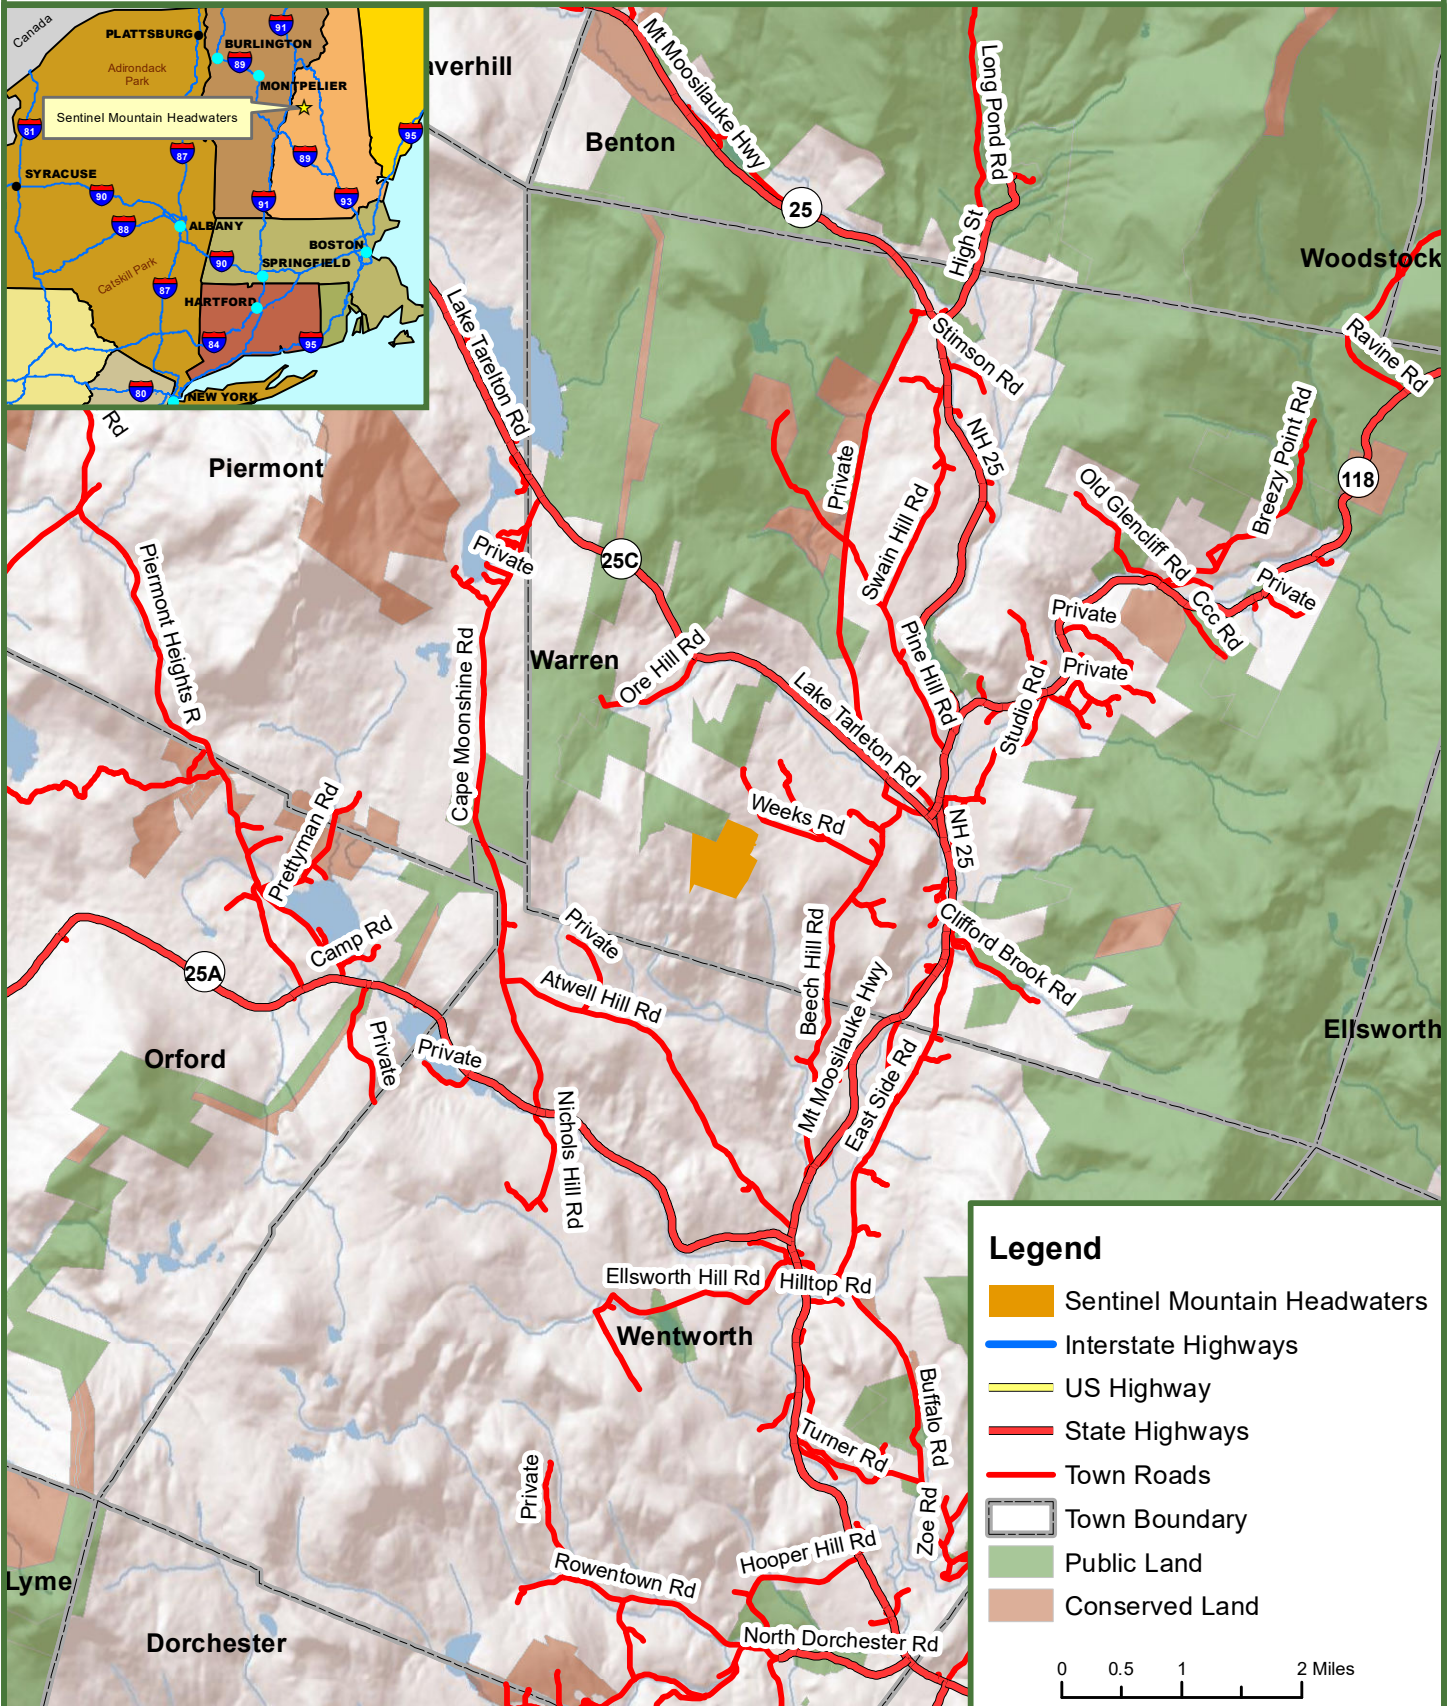 Canada
PLATTSBURG
91
BURLINGTON
89
Adirondack
Park
MONTPELIER
Sentinel Mountain Headwaters
81
95
87
89
SYRACUSE
90
91
93
88
ALBANY
BOSTON
90
SPRINGFIELD
Catskill Park
87
HARTFORD
84
95
80
NEW YORK
averhill
Mt Moosilauke Hwy
Long Pond Rd
Benton
25
High St
Woodstock
Lake Tarelton Rd
Stimson Rd
Ravine Rd
Rd
Piermont
NH 25
Private
Breezy Point Rd
118
Old Glencliff Rd
Swain Hill Rd
Private
25C
Piermont Heights R
Private
Ccc Rd
Private
Cape Moonshine Rd
Warren
Ore Hill Rd
Pine Hill Rd
Private
Studio Rd
Lake Tarleton Rd
Weeks Rd
Prettyman Rd
NH 25
Camp Rd
Private
Clifford Brook Rd
25A
Atwell Hill Rd
Beech Hill Rd
Mt Moosilauke Hwy
Ellsworth
Orford
Private
Private
East Side Rd
Nichols Hill Rd
Ellsworth Hill Rd
Hilltop Rd
Wentworth
Buffalo Rd
Turner Rd
Private
Zoe Rd
Hooper Hill Rd
Rowentown Rd
Lyme
Dorchester
North Dorchester Rd
Legend
Sentinel Mountain Headwaters
Interstate Highways
US Highway
State Highways
Town Roads
Town Boundary
Public Land
Conserved Land
0 0.5 1 2 Miles